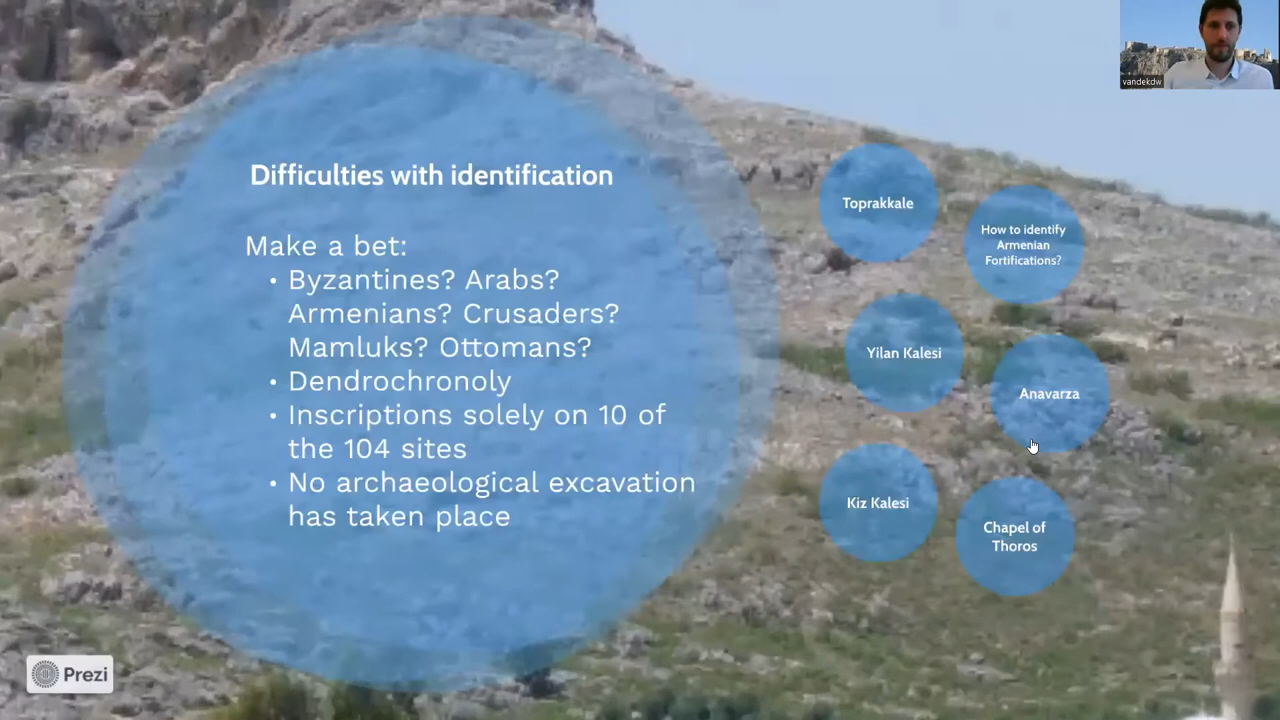 vandekdw
Difficulties with identification
Make a bet:
• Byzantines? Arabs?
Armenians? Crusaders?
Mamluks? Ottomans?
• Dendrochronoly
• Inscriptions solely on 10 of
the 104 sites
• No archaeological excavation
has taken place
Toprakkale
How to identify
Armenian
Fortifications?
Yilan Kalesi
Anavarza
Kiz Kalesi
Chapel of
Thoros
Prezi